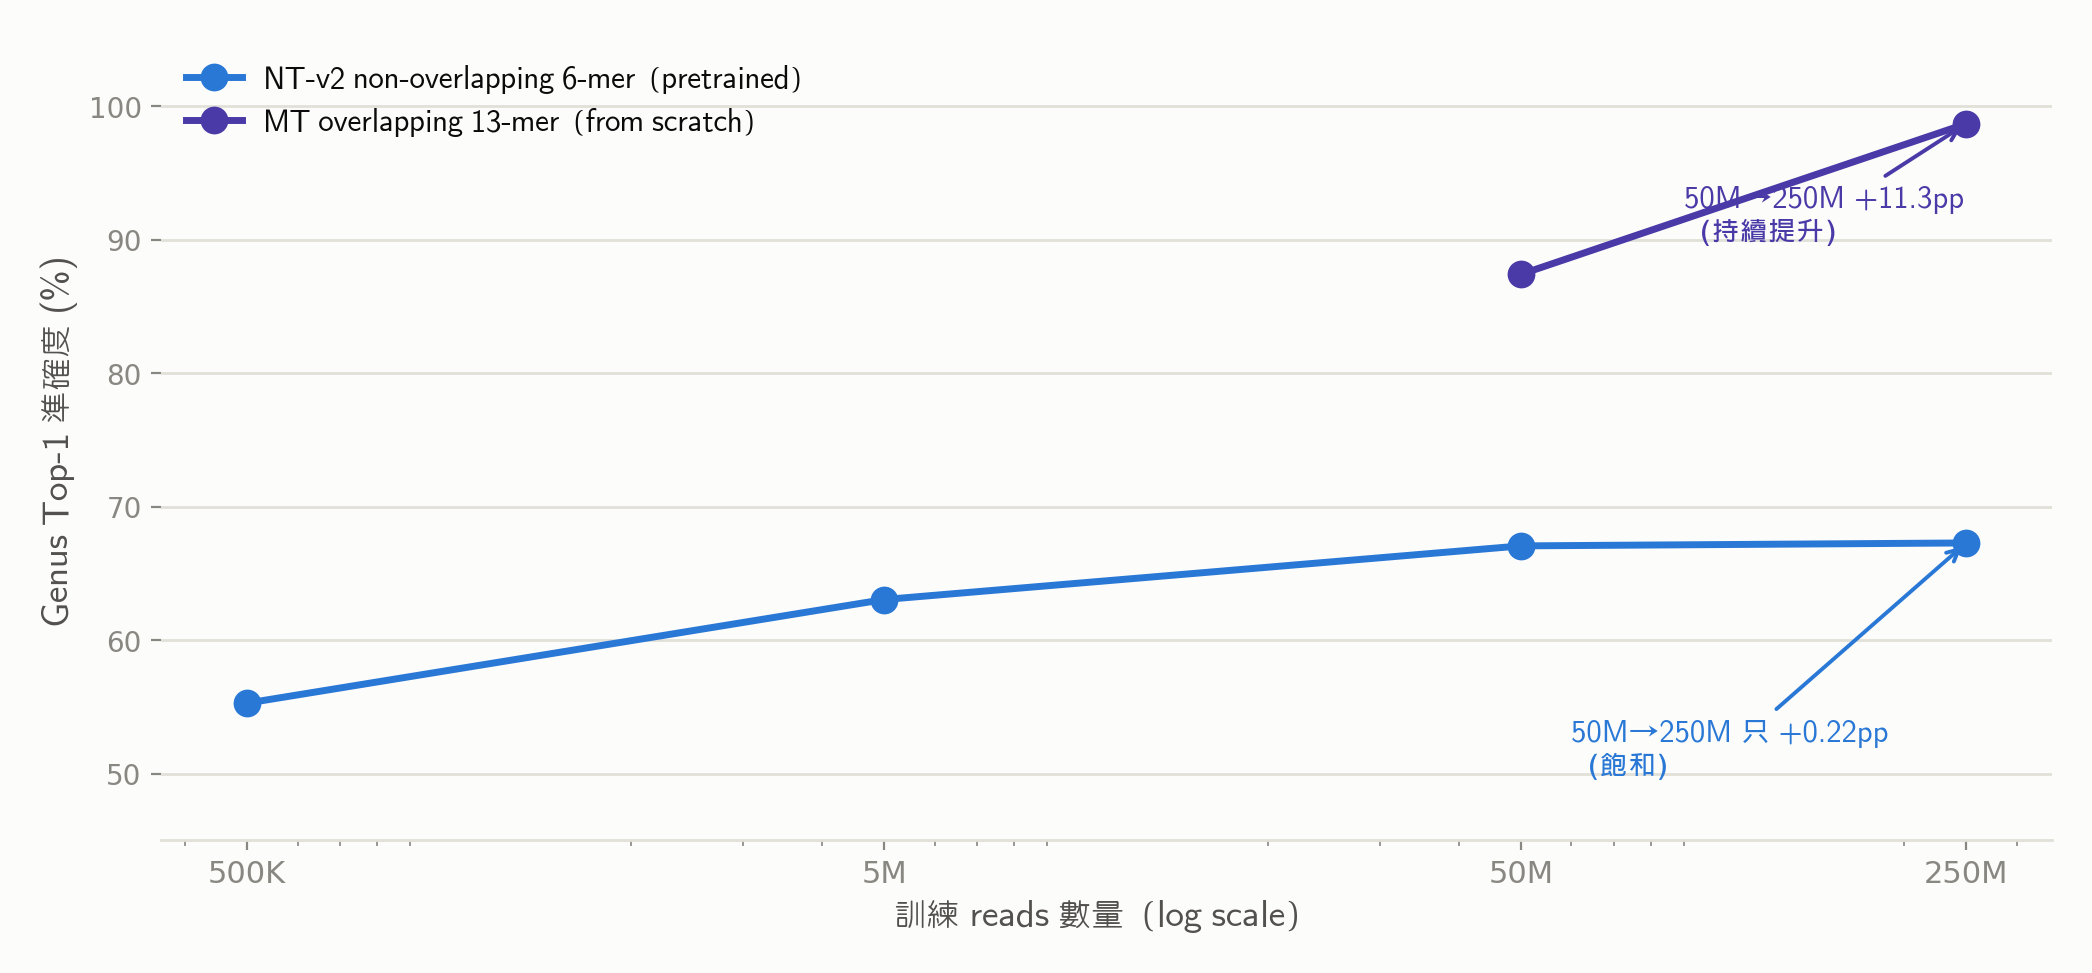 NT-v2 non-overlapping 6-mer (pretrained)
MT overlapping 13-mer (from scratch)
Genus Top-1 準確度 (%)
100
90
80
70
60
50
50M→250M +11.3pp
(持續提升)
50M→250M 只 +0.22pp
(飽和)
500K
5M
50M
250M
訓練 reads 數量 (log scale)